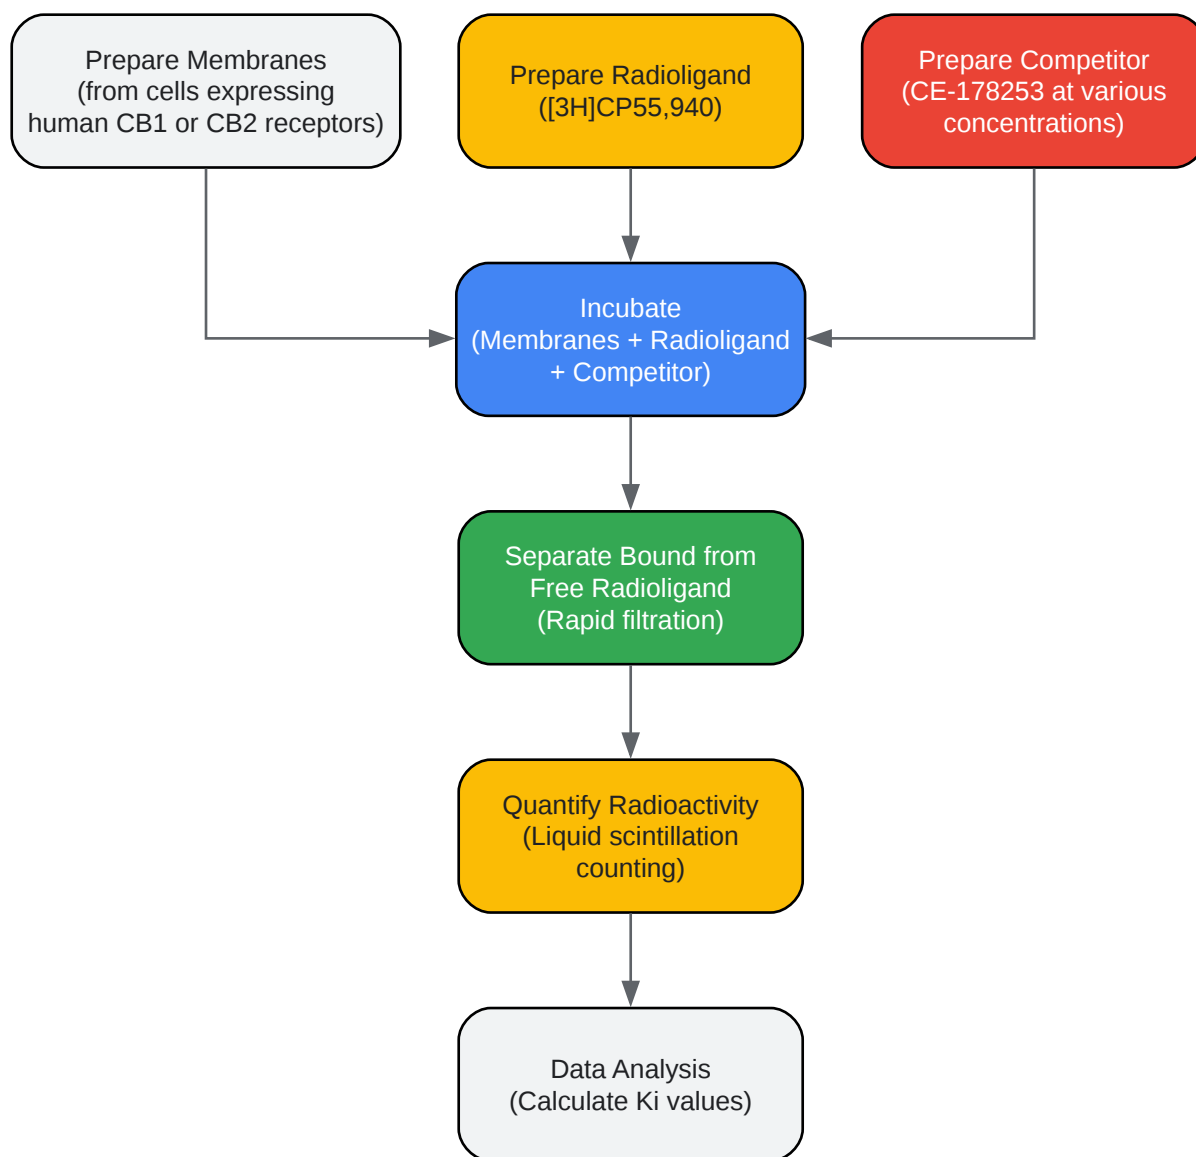 Prepare Membranes
(from cells expressing
human CB1 or CB2 receptors)
Prepare Radioligand
([3H]CP55,940)
Prepare Competitor
(CE-178253 at various
concentrations)
Incubate
(Membranes + Radioligand
+ Competitor)
Separate Bound from
Free Radioligand
(Rapid filtration)
Quantify Radioactivity
(Liquid scintillation
counting)
Data Analysis
(Calculate Ki values)